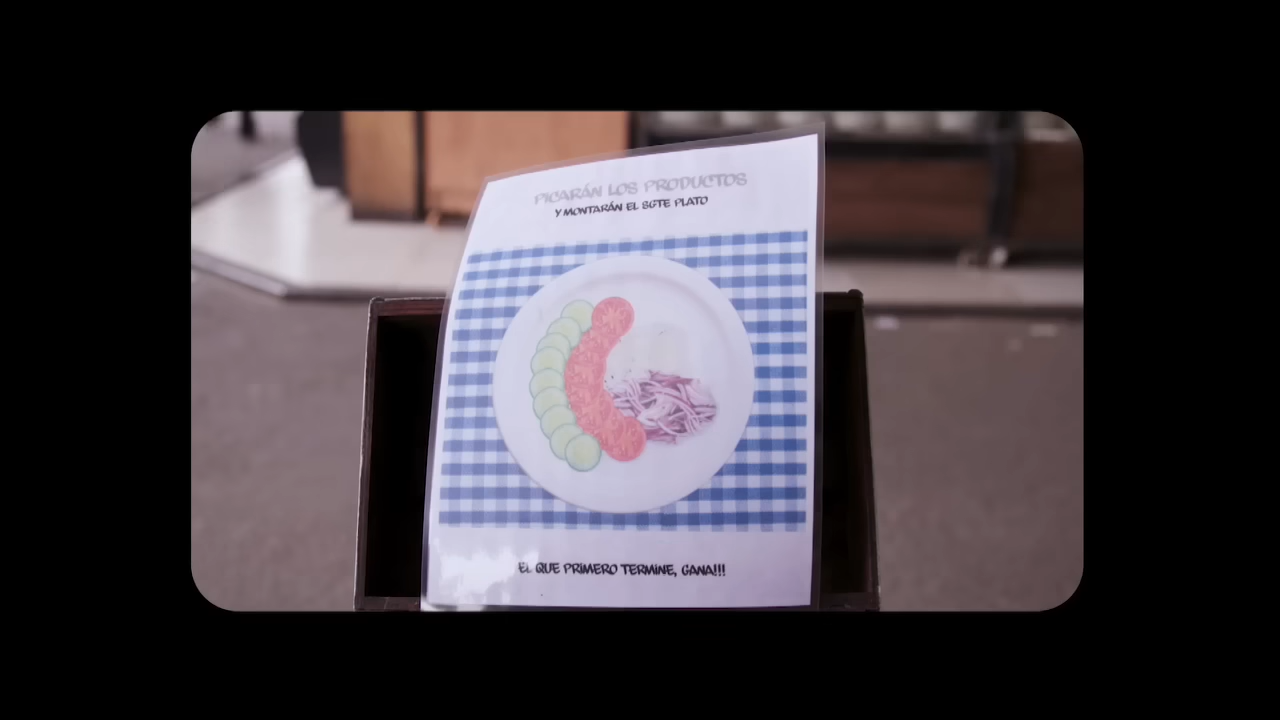 PICARÁN LOS PRODUCTOS
Y MONTARÁN EL SGTE PLATO
EL QUE PRIMERO TERMINE, GANA!!!